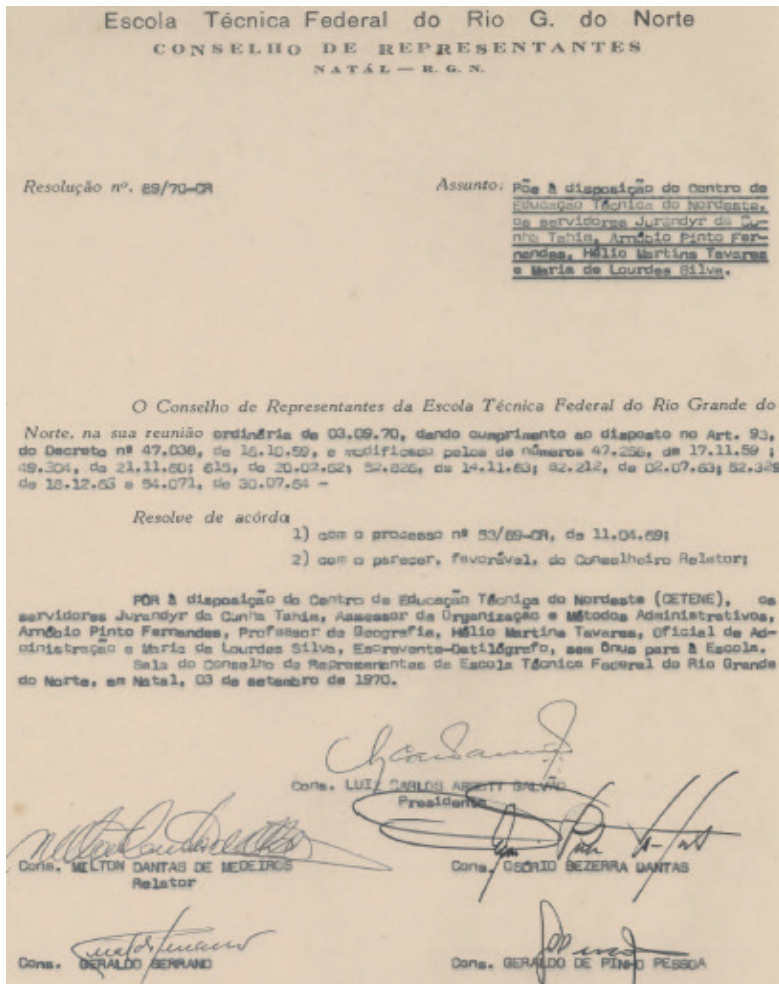 Escola Técnica Federal do Rio G. do Norte
CONSELHO DE REPRESENTANTES
NATÁL — R. G. N.
Resolução nº. 89/70-CR
Assunto: Põe à disposição do Centro de
Educação Técnica do Nordeste,
os servidores Jurandyr da Cu-
nha Tahim, Arnóbio Pinto Fer-
nandes, Hélio Martins Tavares
e Maria de Lourdes Silva.
O Conselho de Representantes da Escola Técnica Federal do Rio Grande do
Norte, na sua reunião ordinária de 03.09.70, dando cumprimento ao disposto no Art. 93,
do Decreto nº 47.038, de 16.10.59, e modificado pelos de números 47.258, de 17.11.59 ;
49.304, de 21.11.60; 615, de 20.02.62; 52.826, de 14.11.63; 52.212, de 02.07.63; 52.329
de 18.12.63 e 54.071, de 30.07.64 -
Resolve de acôrdo
1) com o processo nº 53/69-CR, de 11.04.69;
2) com o parecer, favorável, do Conselheiro Relator;
PÔR à disposição do Centro de Educação Técnica do Nordeste (CETENE), os
servidores Jurandyr da Cunha Tahim, Assessor de Organização e Métodos Administrativos,
Arnóbio Pinto Fernandes, Professor de Geografia, Hélio Martins Tavares, Oficial de Ad-
ministração e Maria de Lourdes Silva, Escrevente-Datilógrafo, sem ônus para à Escola.
Sala do Conselho de Representantes da Escola Técnica Federal do Rio Grande
do Norte, em Natal, 03 de setembro de 1970.
Cons. LUIZ CARLOS ABBOTT GALVÃO
Presidente
Cons. MILTON DANTAS DE MEDEIROS
Cons. OSÓRIO BEZERRA DANTAS
Relator
Cons. GERALDO SERRANO
Cons. GERALDO DE PINHO PESSOA